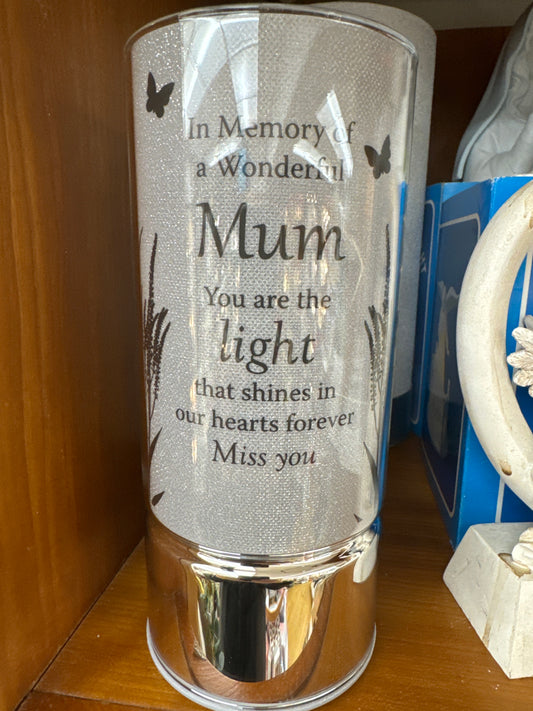 In Memory of
a Wonderful
Mum
You are the
light
that shines in
our hearts forever
Miss you